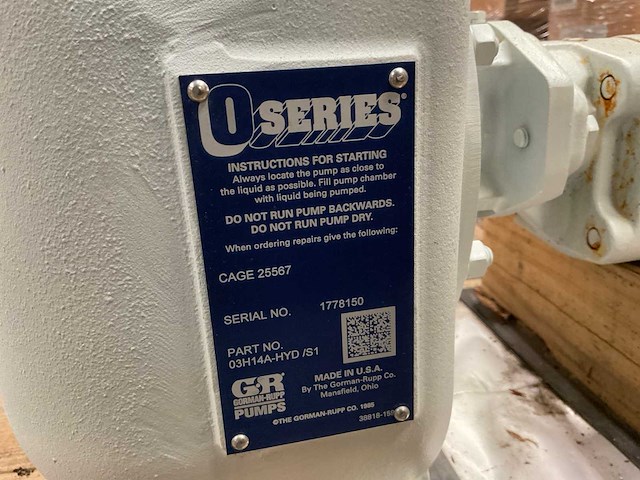 O SERIES®
INSTRUCTIONS FOR STARTING
Always locate the pump as close to
the liquid as possible. Fill pump chamber
with liquid being pumped.
DO NOT RUN PUMP BACKWARDS.
DO NOT RUN PUMP DRY.
When ordering repairs give the following:
CAGE 25567
SERIAL NO. 1778150
PART NO.
03H14A-HYD /S1
GR®
GORMAN-RUPP
PUMPS
MADE IN U.S.A.
By The Gorman-Rupp Co.
Mansfield, Ohio
©THE GORMAN-RUPP CO. 1985